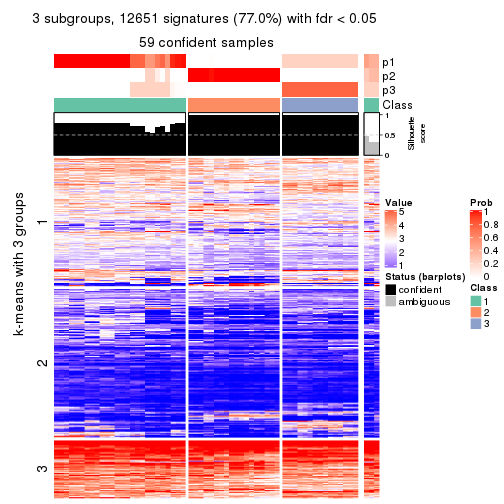 3 subgroups, 12651 signatures (77.0%) with fdr < 0.05
59 confident samples
p1
p2
p3
Class
1
0.5
0
Silhouette
score
k-means with 3 groups
1
2
3
Value
5
4
3
2
1
Status (barplots)
confident
ambiguous
Prob
1
0.8
0.6
0.4
0.2
0
Class
1
2
3